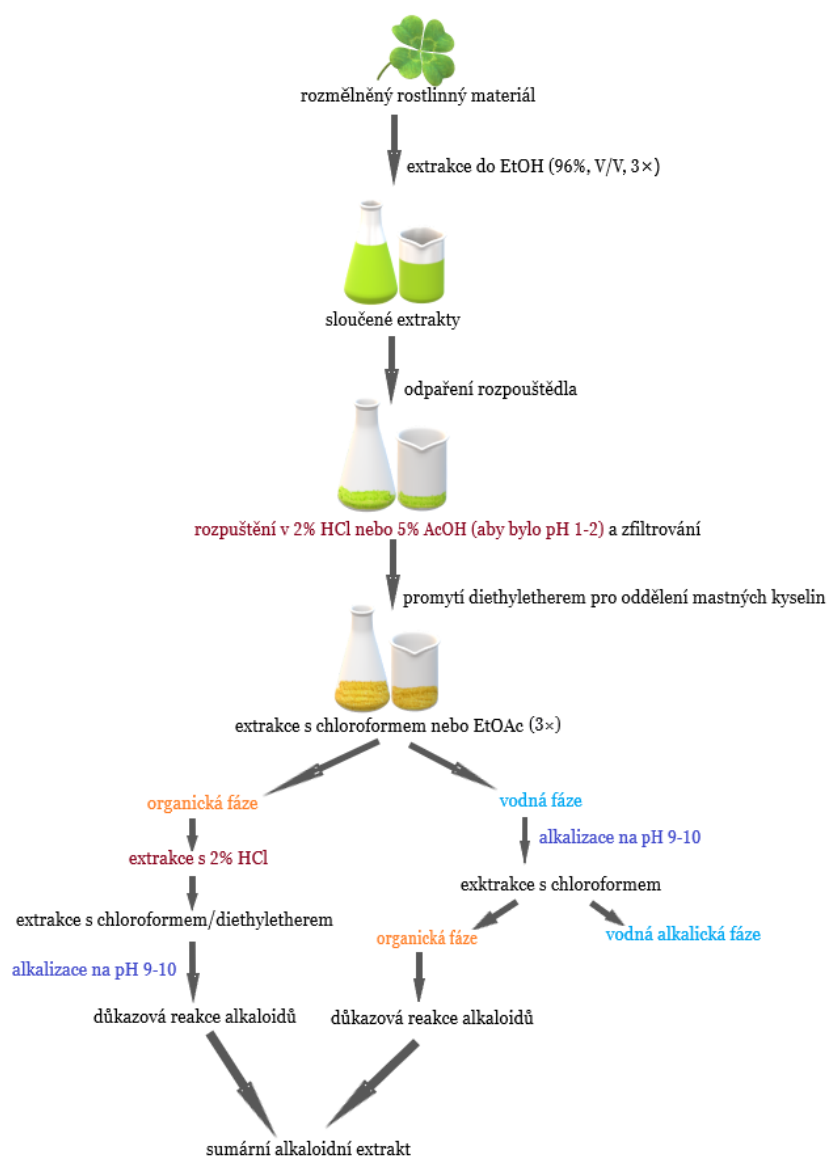 rozmělněný rostlinný materiál
extrakce do EtOH (96%, V/V, 3×)
sloučené extrakty
odpaření rozpouštědla
rozpuštění v 2% HCl nebo 5% AcOH (aby bylo pH 1-2) a zfiltrování
promytí diethyletherem pro oddělení mastných kyselin
extrakce s chloroformem nebo EtOAc (3×)
organická fáze
vodná fáze
alkalizace na pH 9-10
extrakce s 2% HCl
exktrakce s chloroformem
extrakce s chloroformem/diethyletherem
organická fáze
vodná alkalická fáze
alkalizace na pH 9-10
důkazová reakce alkaloidů
důkazová reakce alkaloidů
sumární alkaloidní extrakt